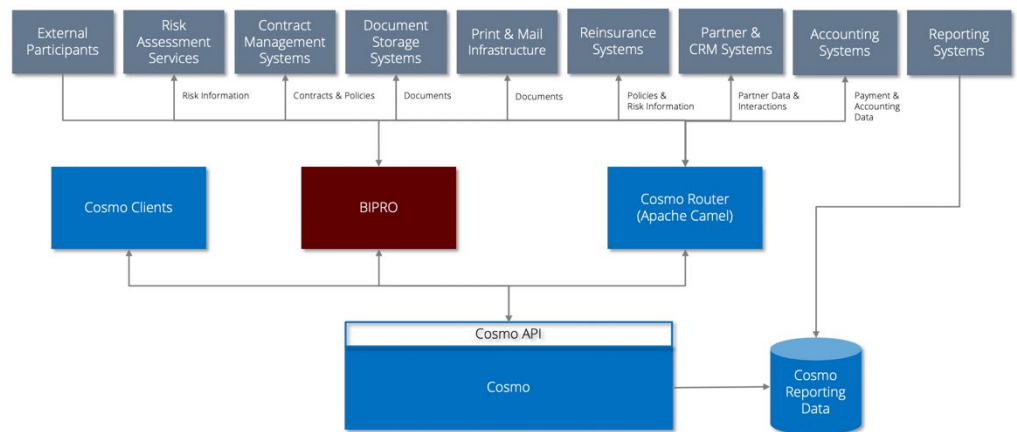 External
Participants
Risk
Assessment
Services
Contract
Management
Systems
Document
Storage
Systems
Print & Mail
Infrastructure
Reinsurance
Systems
Partner &
CRM Systems
Accounting
Systems
Reporting
Systems
Risk Information
Contracts & Policies
Documents
Documents
Policies &
Risk Information
Partner Data &
Interactions
Payment &
Accounting
Data
Cosmo Clients
BIPRO
Cosmo Router
(Apache Camel)
Cosmo API
Cosmo
Cosmo
Reporting
Data